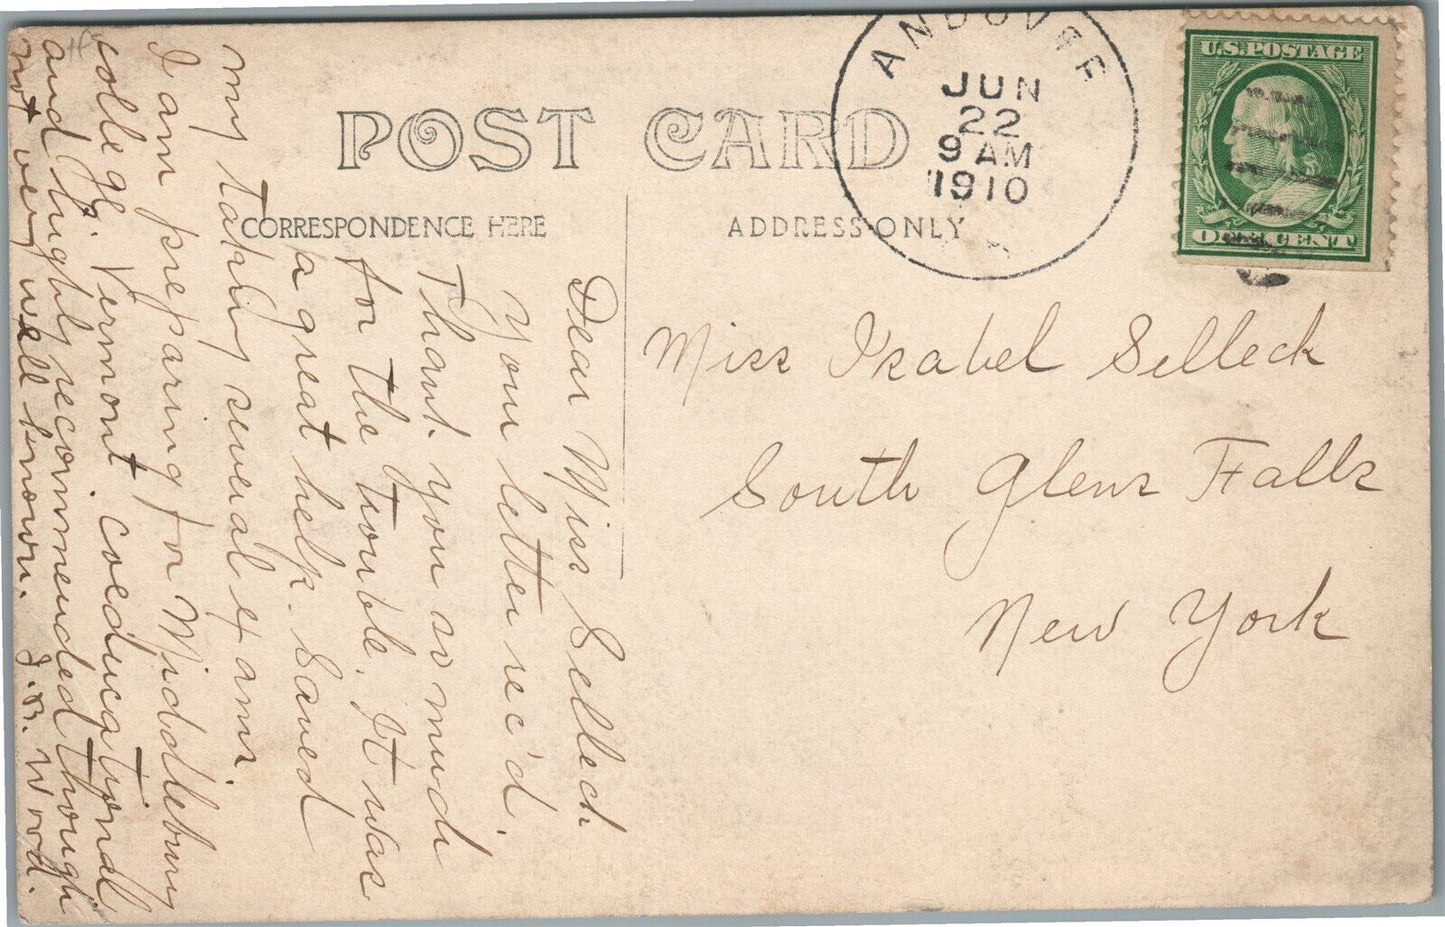 POST CARD
CORRESPONDENCE HERE
ADDRESS ONLY
ANDOVER
JUN
22
9 AM
1910
U.S. POSTAGE
ONE CENT
Miss Isabel Selleck
South Glens Falls
New York
Dear Miss Selleck
Your letter rec'd.
Thank you so much
for the trouble. It was
a great help. Saved
my taking several exams.
I am preparing for Middlebury
college, Vermont coeducational
and highly recommended though
not very well known. J. B. Wood.